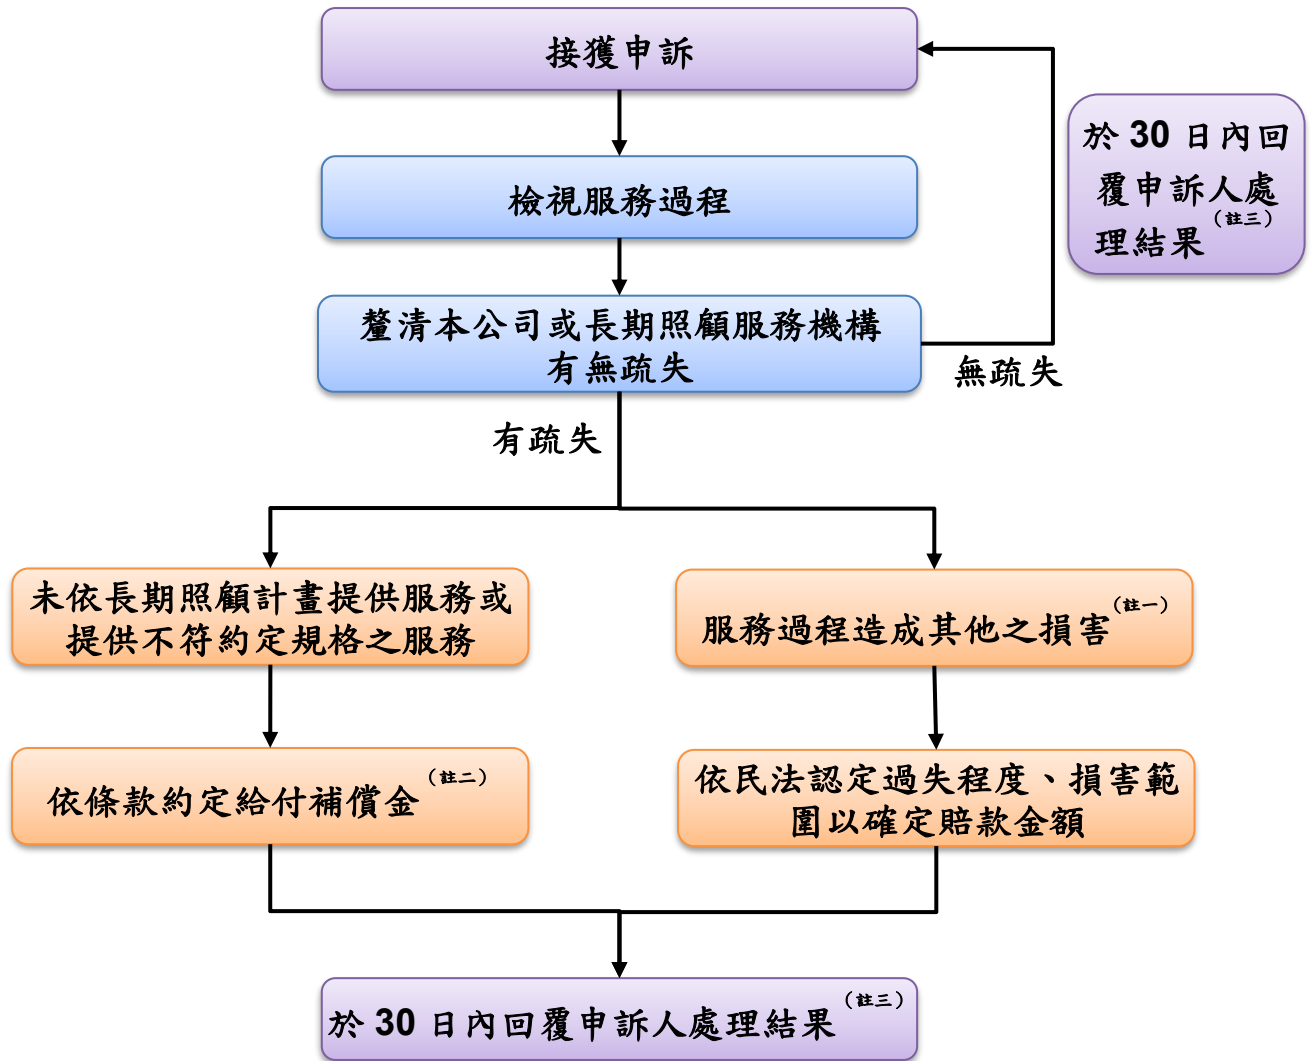 接獲申訴
於 30 日內回
覆申訴人處
理結果（註三）
檢視服務過程
釐清本公司或長期照顧服務機構
有無疏失
無疏失
有疏失
未依長期照顧計畫提供服務或
提供不符約定規格之服務
服務過程造成其他之損害（註一）
依條款約定給付補償金（註二）
依民法認定過失程度、損害範
圍以確定賠款金額
於 30 日內回覆申訴人處理結果（註三）